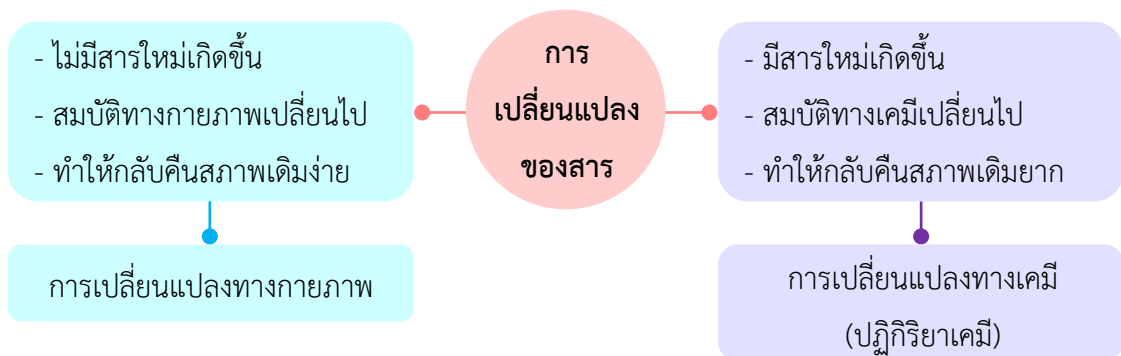 การ
เปลี่ยนแปลง
ของสาร
- ไม่มีสารใหม่เกิดขึ้น
- สมบัติทางกายภาพเปลี่ยนไป
- ทำให้กลับคืนสภาพเดิมง่าย
การเปลี่ยนแปลงทางกายภาพ
- มีสารใหม่เกิดขึ้น
- สมบัติทางเคมีเปลี่ยนไป
- ทำให้กลับคืนสภาพเดิมยาก
การเปลี่ยนแปลงทางเคมี
(ปฏิกิริยาเคมี)